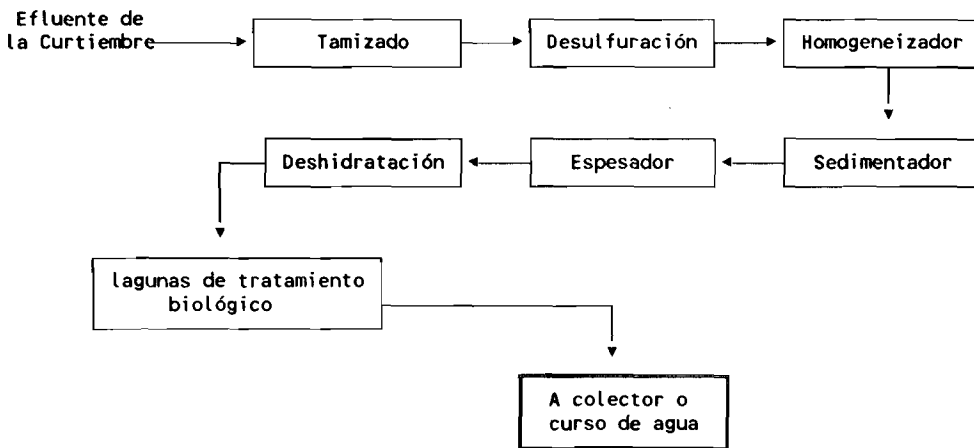 Efluente de
la Curtiembre
Tamizado
Desulfuración
Homogeneizador
Deshidratación
Espesador
Sedimentador
lagunas de tratamiento
biológico
A colector o
curso de agua